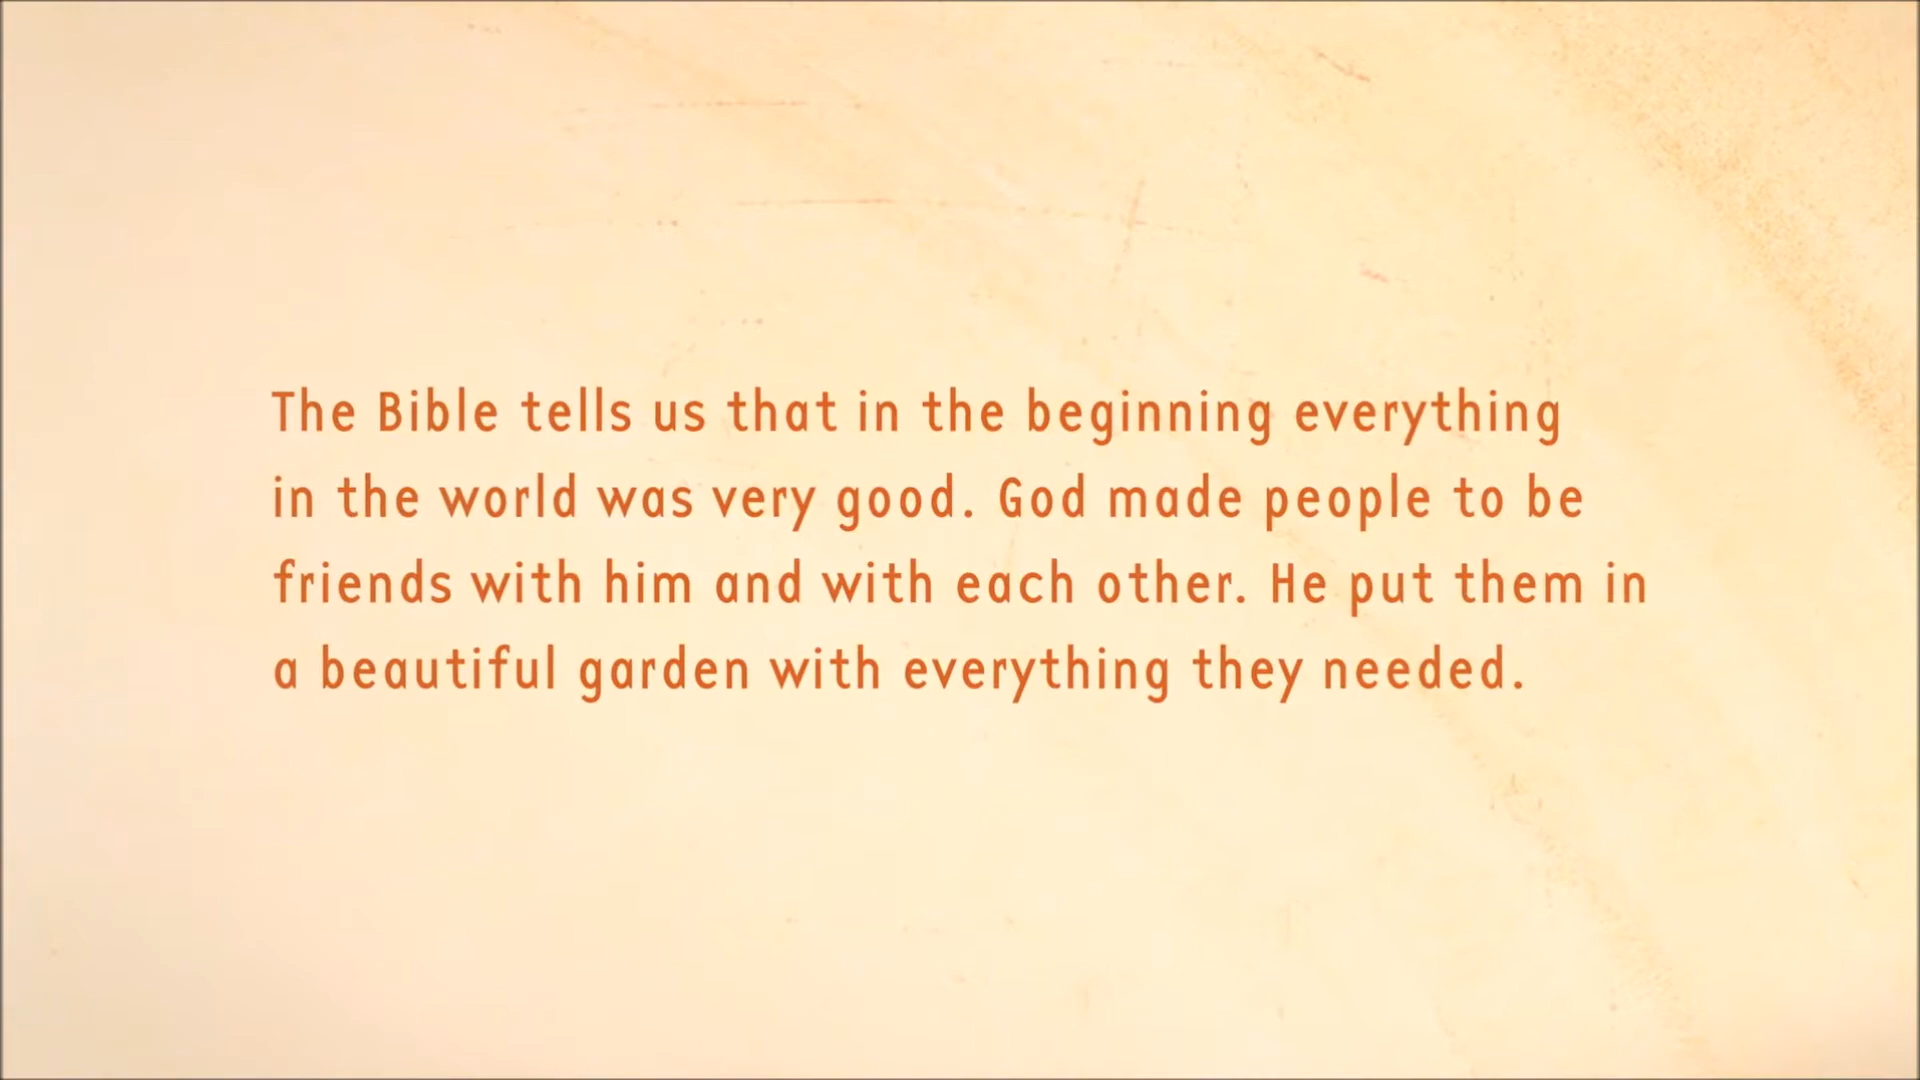 The Bible tells us that in the beginning everything
in the world was very good. God made people to be
friends with him and with each other. He put them in
a beautiful garden with everything they needed.